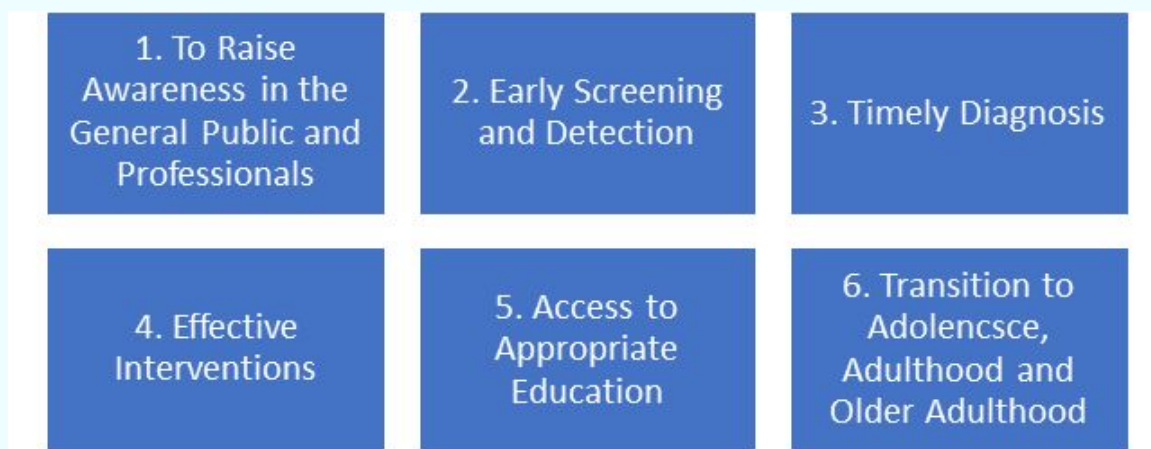 1. To Raise
Awareness in the
General Public and
Professionals
2. Early Screening
and Detection
3. Timely Diagnosis
4. Effective
Interventions
5. Access to
Appropriate
Education
6. Transition to
Adolencsce,
Adulthood and
Older Adulthood